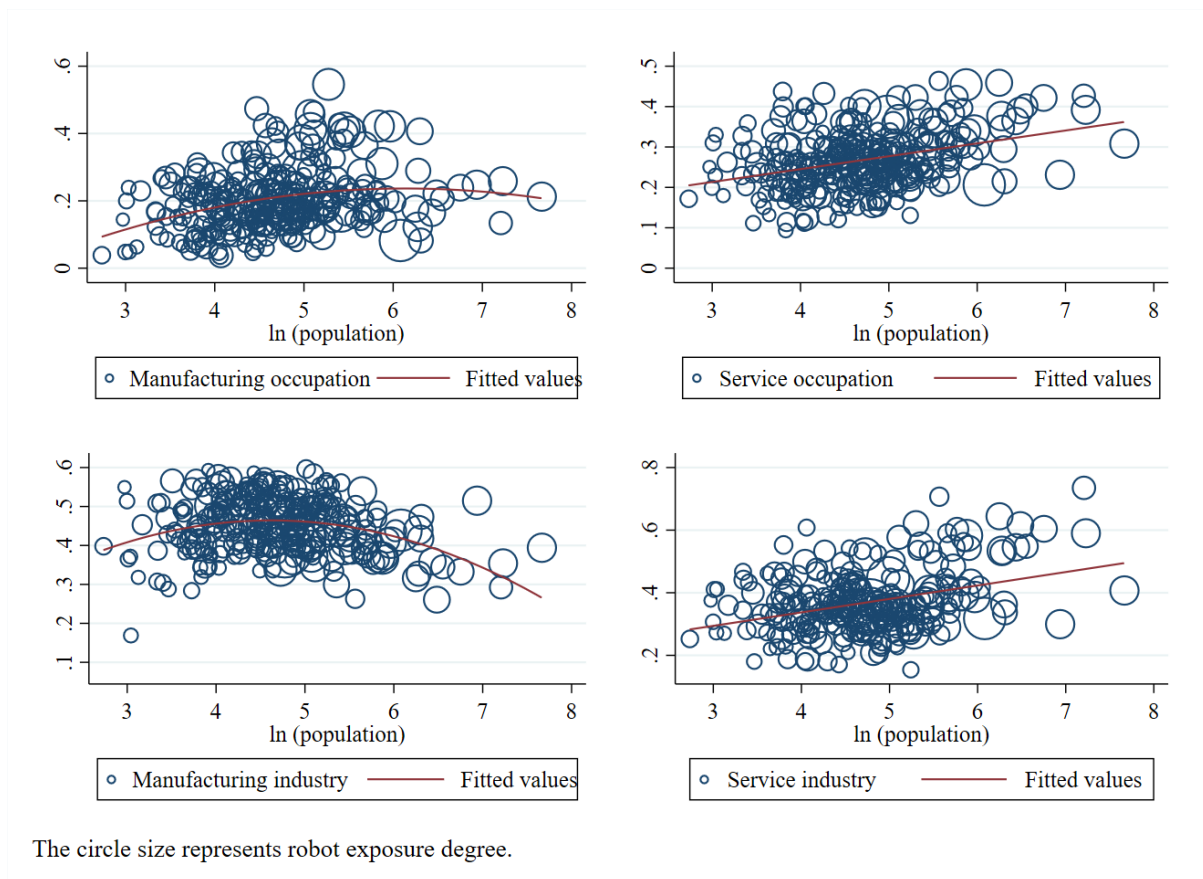 .6
.4
.2
0
3 4 5 6 7 8
ln (population)
Manufacturing occupation Fitted values
.5
.4
.3
.2
.1
0
3 4 5 6 7 8
ln (population)
Service occupation Fitted values
.6
.5
.4
.3
.2
.1
3 4 5 6 7 8
ln (population)
Manufacturing industry Fitted values
.8
.6
.4
.2
3 4 5 6 7 8
ln (population)
Service industry Fitted values
The circle size represents robot exposure degree.